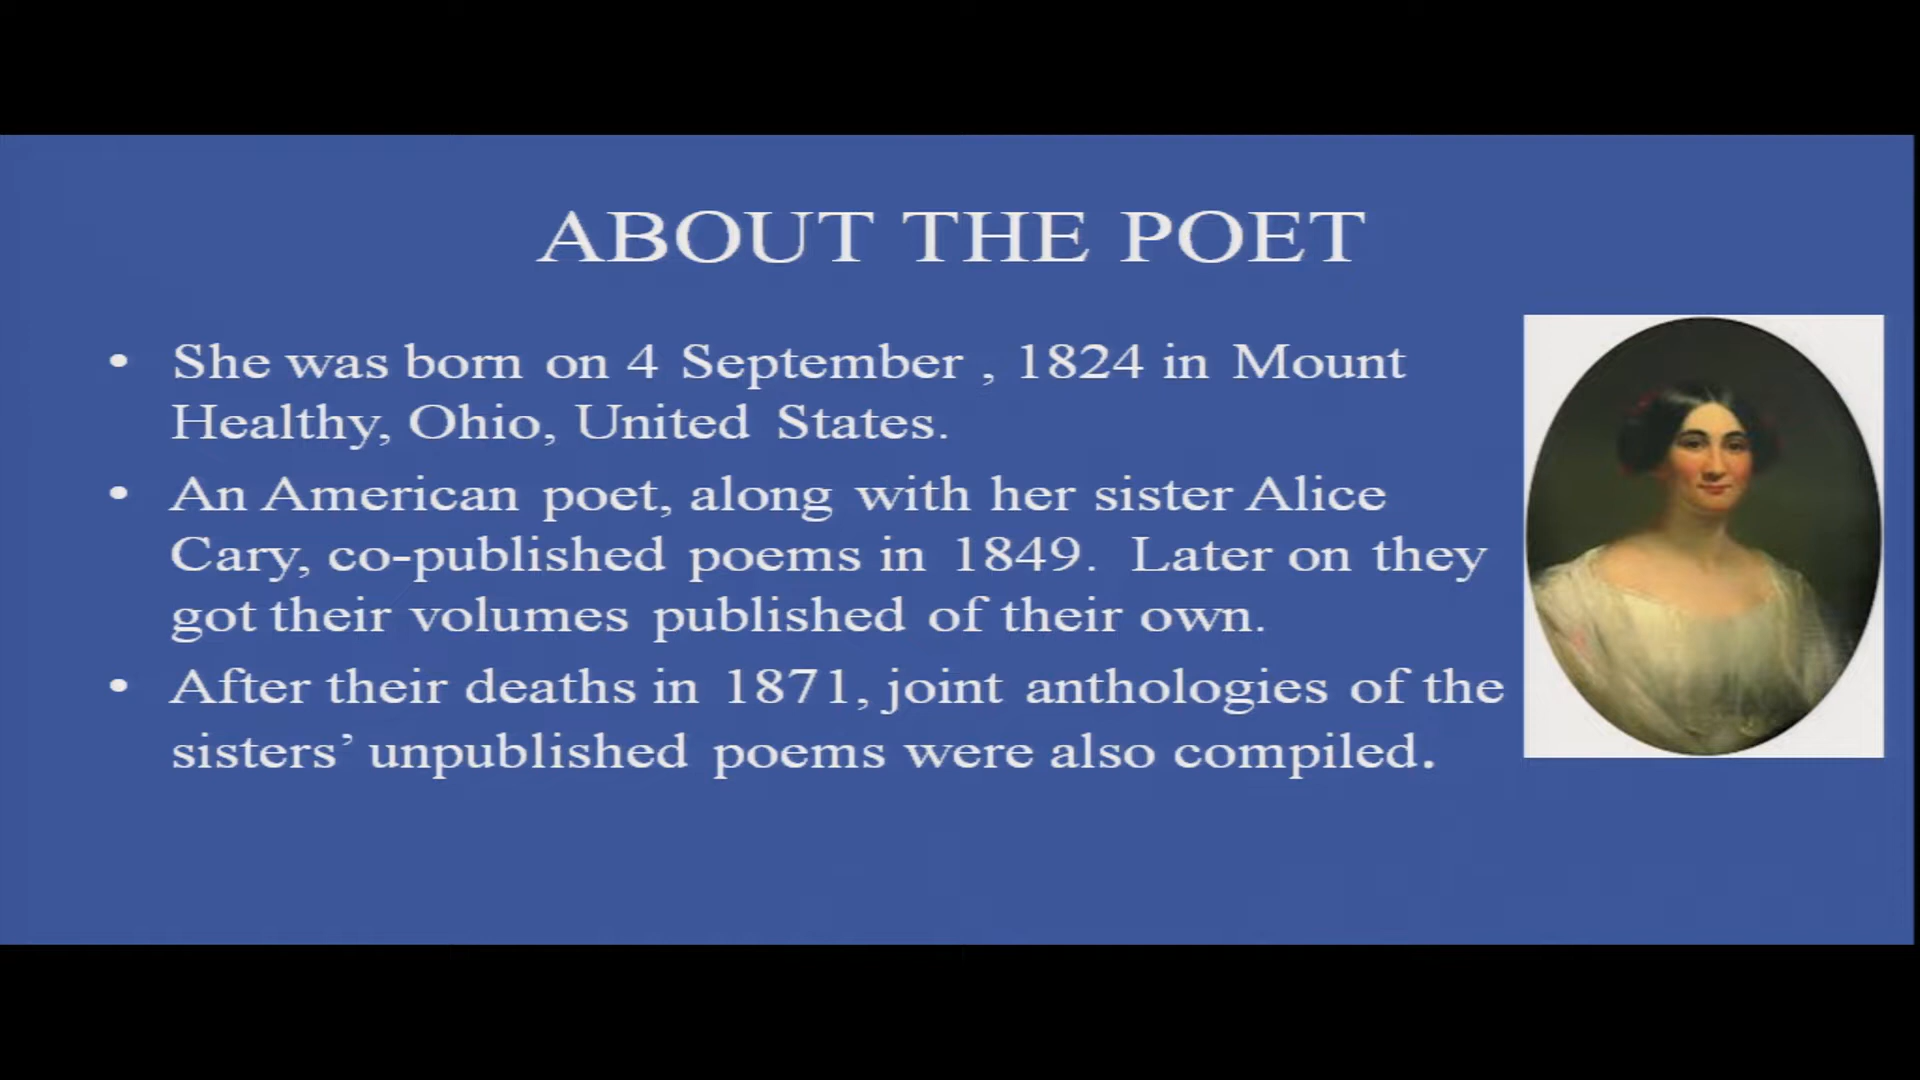 ABOUT THE POET
• She was born on 4 September , 1824 in Mount
Healthy, Ohio, United States.
• An American poet, along with her sister Alice
Cary, co-published poems in 1849. Later on they
got their volumes published of their own.
• After their deaths in 1871, joint anthologies of the
sisters’ unpublished poems were also compiled.